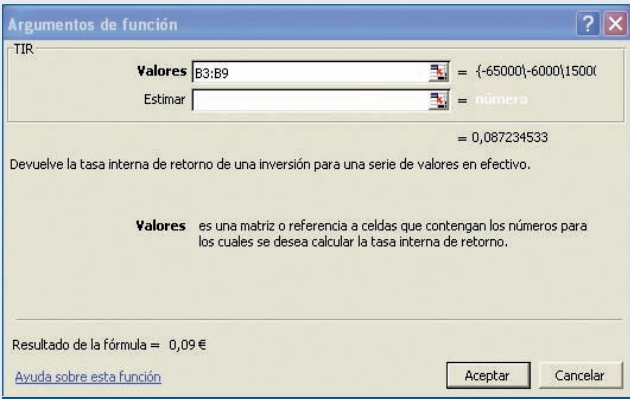 Argumentos de función
TIR
Valores B3:B9 = {-65000\-6000\1500(
Estimar = número
= 0,087234533
Devuelve la tasa interna de retorno de una inversión para una serie de valores en efectivo.
Valores es una matriz o referencia a celdas que contengan los números para
los cuales se desea calcular la tasa interna de retorno.
Resultado de la fórmula = 0,09 €
Ayuda sobre esta función Aceptar Cancelar